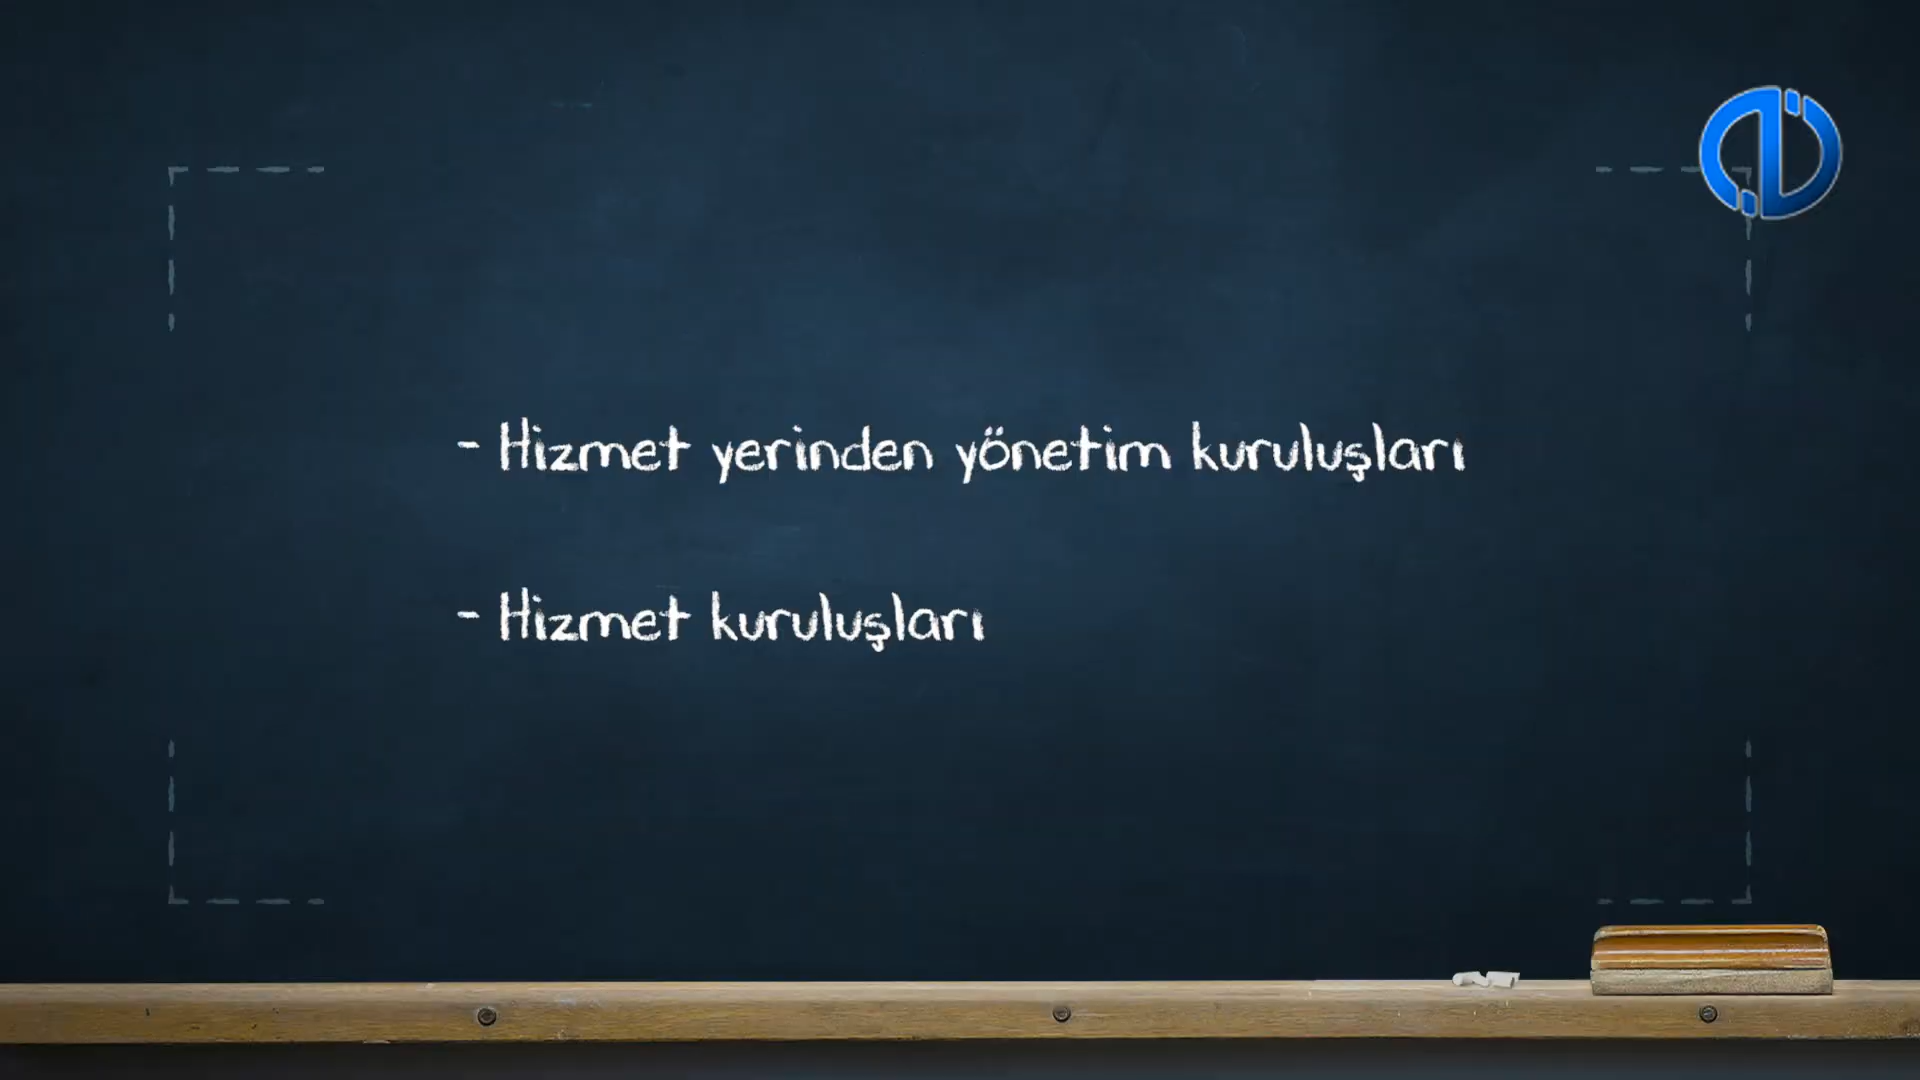 - Hizmet yerinden yönetim kuruluşları
- Hizmet kuruluşları